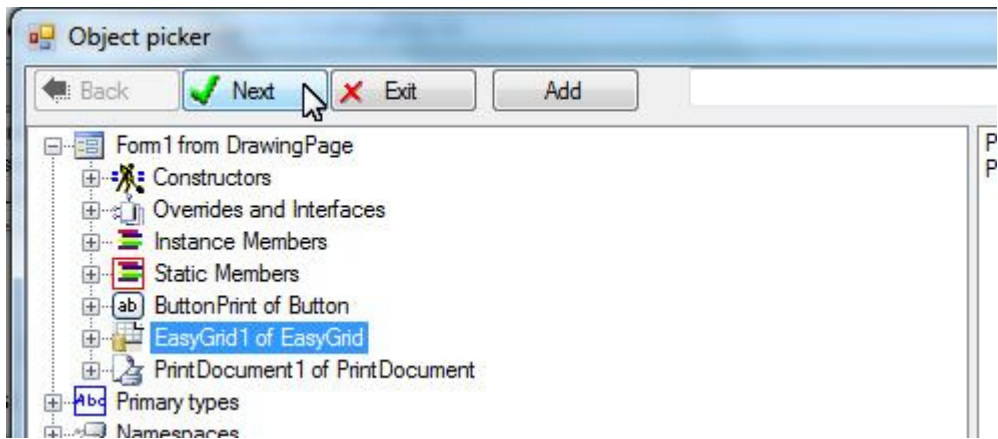 Object picker
Back Next Exit Add
Form1 from DrawingPage
P
Constructors
P
Overrides and Interfaces
Instance Members
Static Members
ab ButtonPrint of Button
EasyGrid1 of EasyGrid
PrintDocument1 of PrintDocument
Abc Primary types
Namespaces